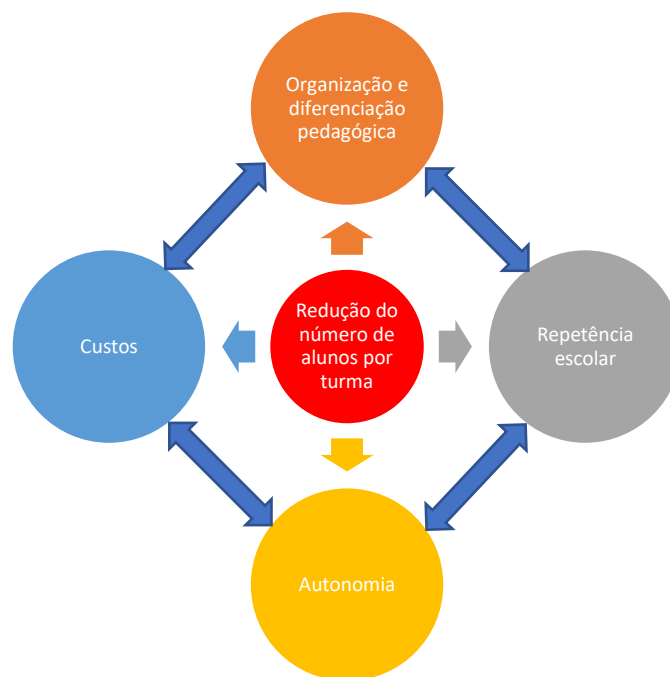 Organização e
diferenciação
pedagógica
Custos
Redução do
número de
alunos por
turma
Repetência
escolar
Autonomia